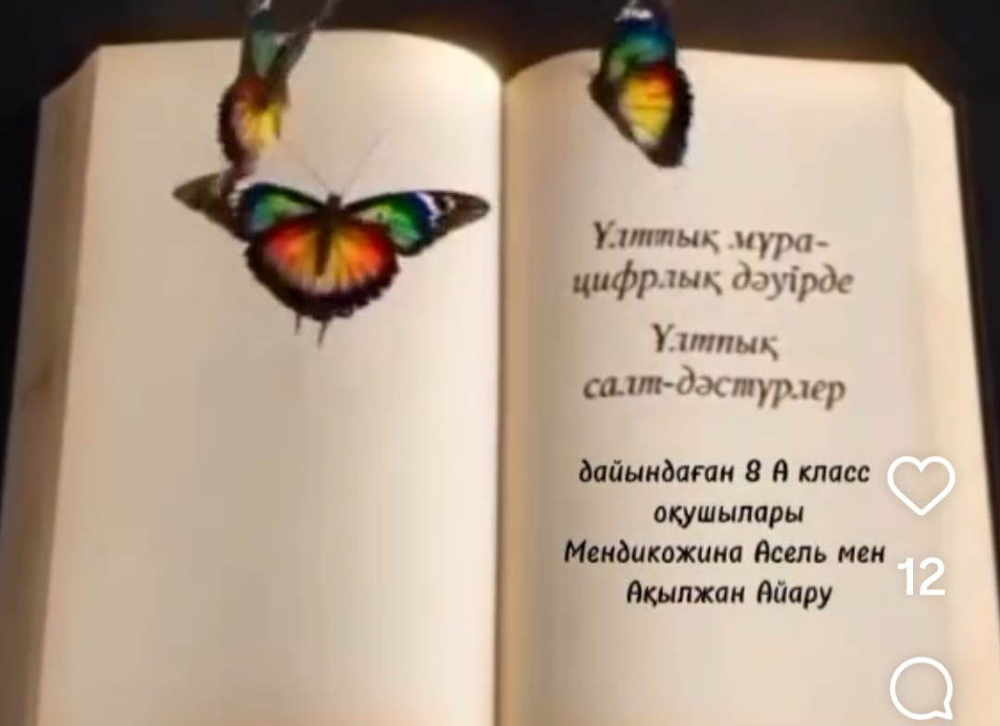 Ұлттық мұра-
цифрлық дәуірде
Ұлттық
салт-дәстүрлер
дайындаған 8 А класс
оқушылары
Мендикожина Асель мен
Ақылжан Айару
12